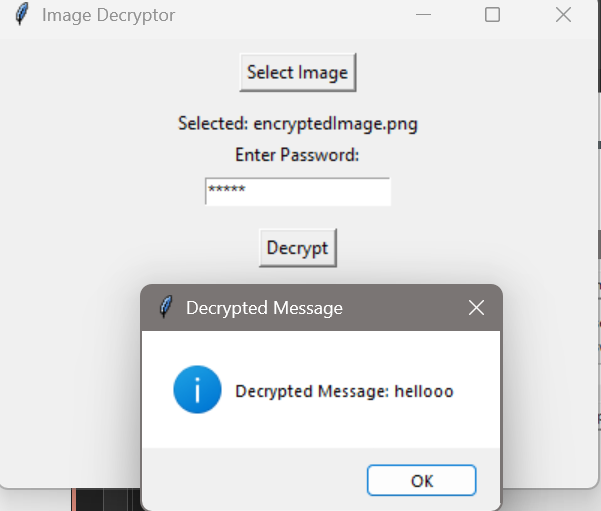 Image Decryptor
Select Image
Selected: encryptedImage.png
Enter Password:
*****
Decrypt
Decrypted Message
Decrypted Message: hellooo
OK